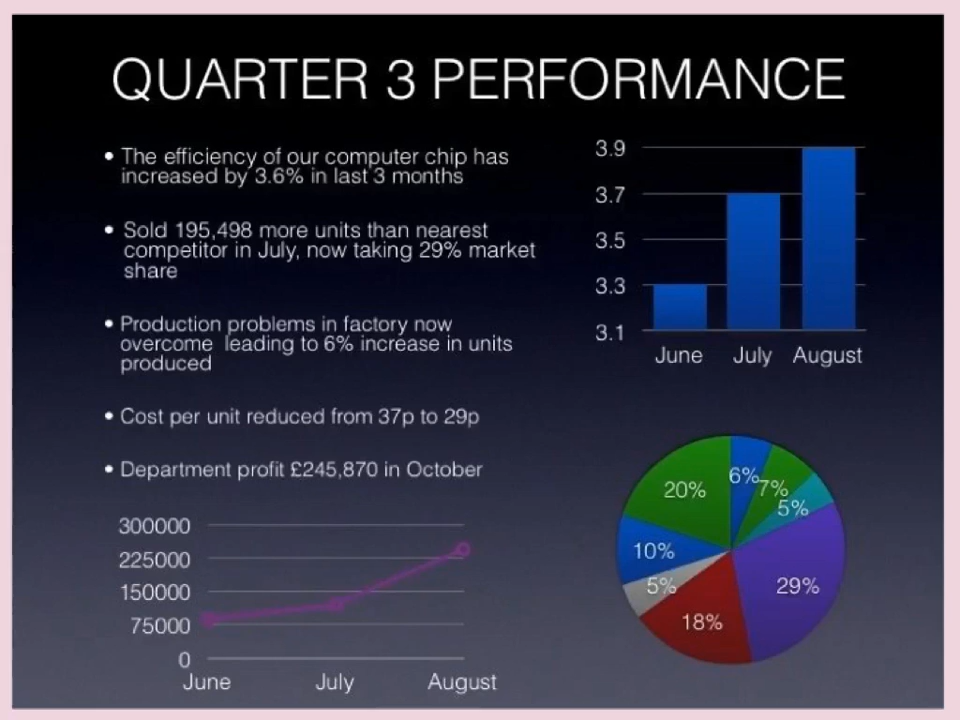 QUARTER 3 PERFORMANCE
• The efficiency of our computer chip has
increased by 3.6% in last 3 months
• Sold 195,498 more units than nearest
competitor in July, now taking 29% market
share
• Production problems in factory now
overcome leading to 6% increase in units
produced
• Cost per unit reduced from 37p to 29p
• Department profit £245,870 in October
300000
225000
150000
75000
0
June July August
3.9
3.7
3.5
3.3
3.1
June July August
6%
7%
5%
29%
18%
5%
10%
20%